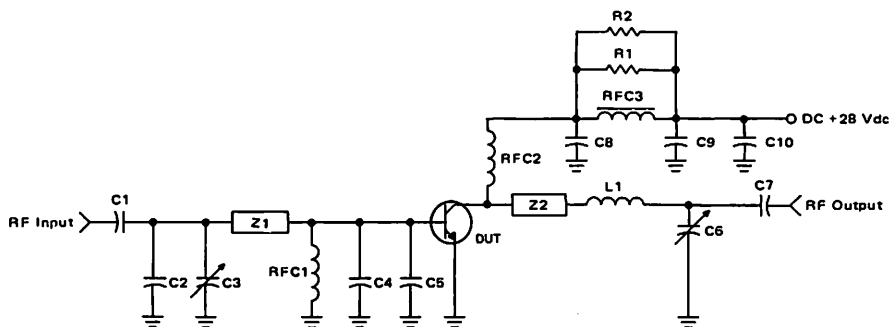 R2
R1
RFC3
DC +28 Vdc
C8
C9
C10
RFC2
L1
C7
C1
RF Input
Z1
Z2
RF Output
C6
DUT
RFC1
C2
C3
C4
C5